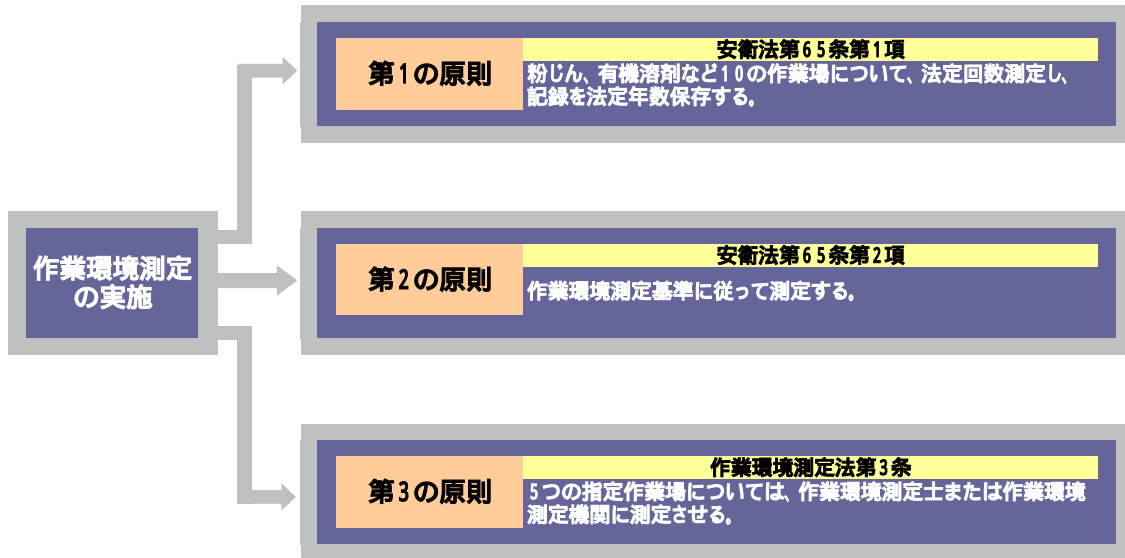 作業環境測定
の実施
第1の原則
安衛法第65条第1項
粉じん、有機溶剤など10の作業場について、法定回数測定し、
記録を法定年数保存する。
第2の原則
安衛法第65条第2項
作業環境測定基準に従って測定する。
第3の原則
作業環境測定法第3条
5つの指定作業場については、作業環境測定士または作業環境
測定機関に測定させる。